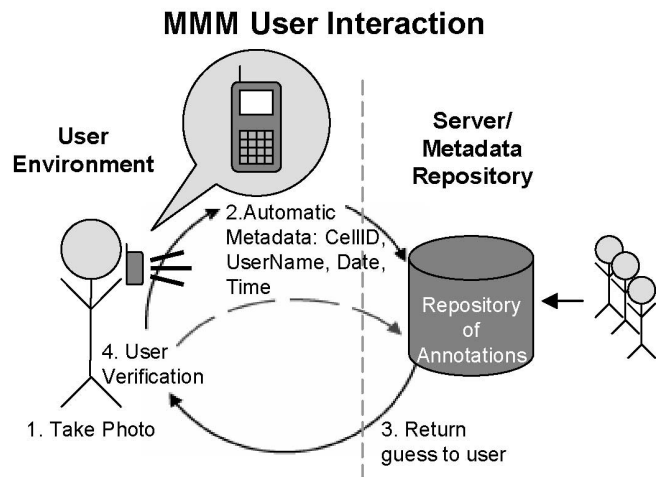 MMM User Interaction
User
Environment
Server/
Metadata
Repository
2.Automatic
Metadata: CellID,
UserName, Date,
Time
Repository
of
Annotations
4. User
Verification
1. Take Photo
3. Return
guess to user